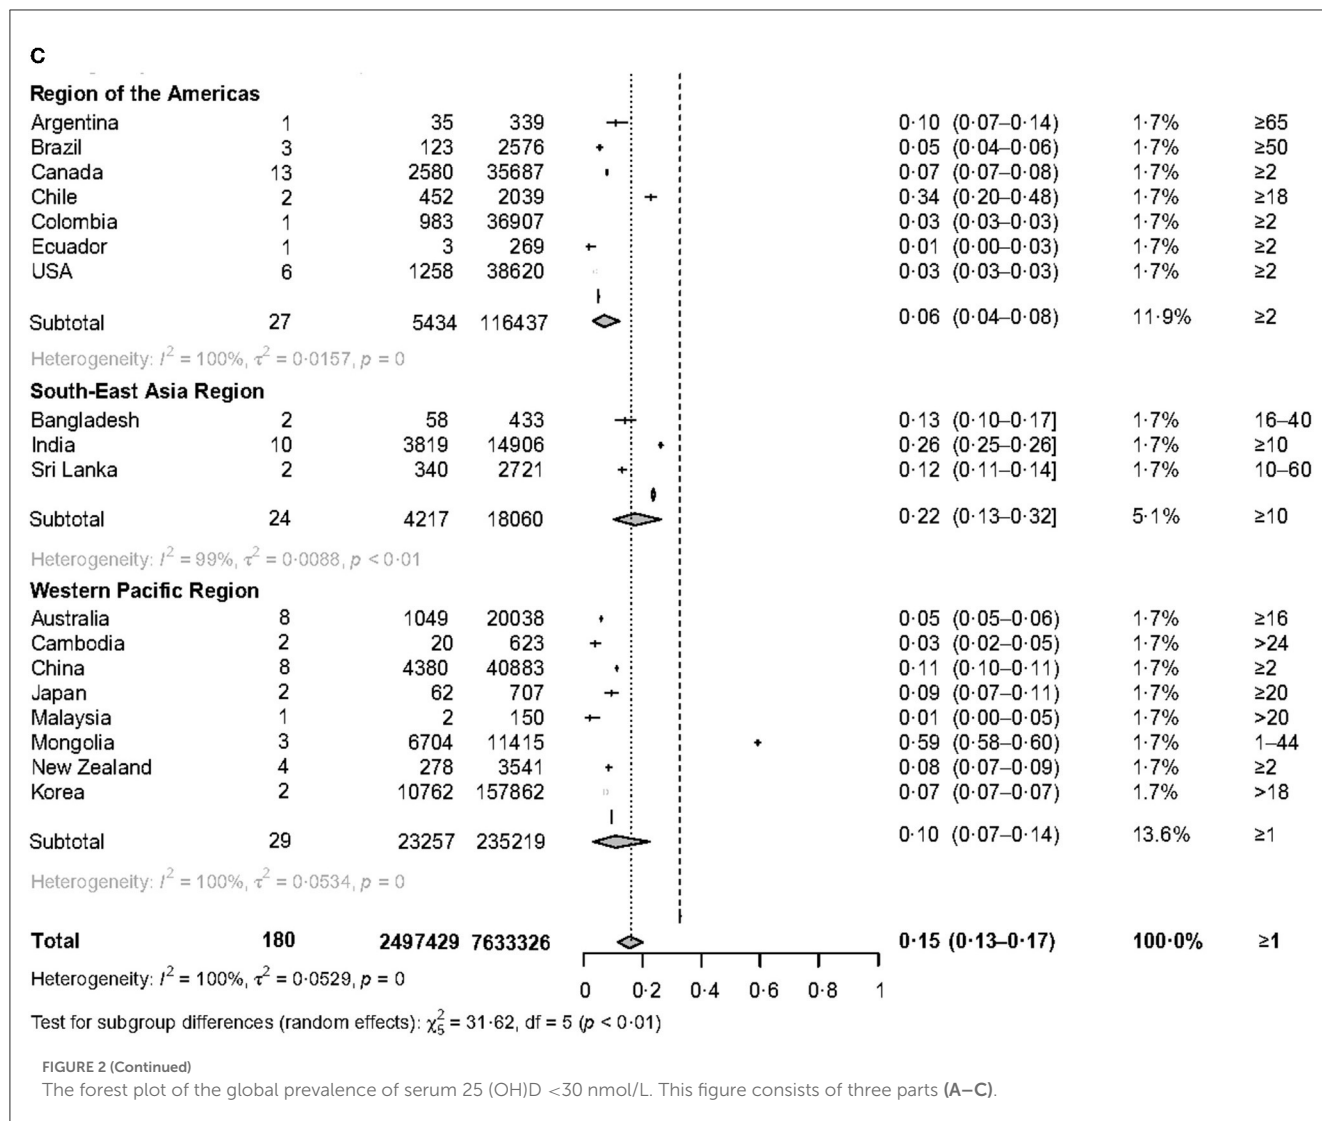 C
Region of the Americas
Argentina 1 35 339 0·10 (0·07–0·14) 1·7% ≥65
Brazil 3 123 2576 0·05 (0·04–0·06) 1·7% ≥50
Canada 13 2580 35687 0·07 (0·07–0·08) 1·7% ≥2
Chile 2 452 2039 0·34 (0·20–0·48) 1·7% ≥18
Colombia 1 983 36907 0·03 (0·03–0·03) 1·7% ≥2
Ecuador 1 3 269 0·01 (0·00–0·03) 1·7% ≥2
USA 6 1258 38620 0·03 (0·03–0·03) 1·7% ≥2
Subtotal 27 5434 116437 0·06 (0·04–0·08) 11·9% ≥2
Heterogeneity: I² = 100%, τ² = 0·0157, p = 0
South-East Asia Region
Bangladesh 2 58 433 0·13 (0·10–0·17] 1·7% 16–40
India 10 3819 14906 0·26 (0·25–0·26] 1·7% ≥10
Sri Lanka 2 340 2721 0·12 (0·11–0·14] 1·7% 10–60
Subtotal 24 4217 18060 0·22 (0·13–0·32] 5·1% ≥10
Heterogeneity: I² = 99%, τ² = 0·0088, p < 0·01
Western Pacific Region
Australia 8 1049 20038 0·05 (0·05–0·06) 1·7% ≥16
Cambodia 2 20 623 0·03 (0·02–0·05) 1·7% >24
China 8 4380 40883 0·11 (0·10–0·11) 1·7% ≥2
Japan 2 62 707 0·09 (0·07–0·11) 1·7% ≥20
Malaysia 1 2 150 0·01 (0·00–0·05) 1·7% >20
Mongolia 3 6704 11415 0·59 (0·58–0·60) 1·7% 1–44
New Zealand 4 278 3541 0·08 (0·07–0·09) 1·7% ≥2
Korea 2 10762 157862 0·07 (0·07–0·07) 1.7% >18
Subtotal 29 23257 235219 0·10 (0·07–0·14) 13.6% ≥1
Heterogeneity: I² = 100%, τ² = 0·0534, p = 0
Total 180 2497429 7633326 0·15 (0·13–0·17) 100·0% ≥1
Heterogeneity: I² = 100%, τ² = 0·0529, p = 0
0 0·2 0·4 0·6 0·8 1
Test for subgroup differences (random effects): χ²₅ = 31·62, df = 5 (p < 0·01)
FIGURE 2 (Continued)
The forest plot of the global prevalence of serum 25 (OH)D <30 nmol/L. This figure consists of three parts (A–C).